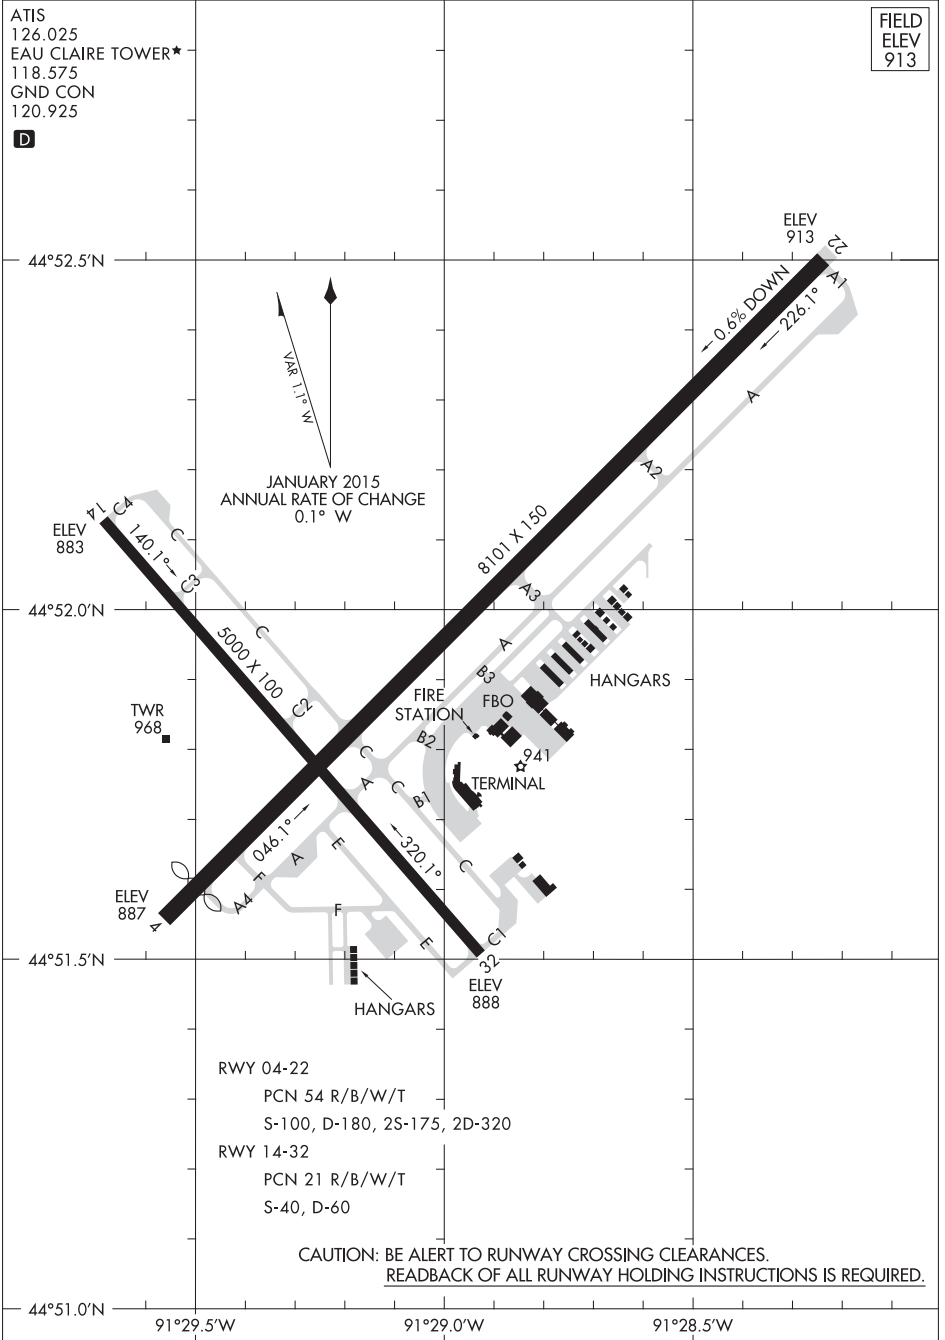 ATIS
126.025
EAU CLAIRE TOWER★
118.575
GND CON
120.925
D
FIELD
ELEV
913
ELEV
913
22
44°52.5'N
A1
0.6% DOWN
226.1°
VAR 1.1° W
A
A2
JANUARY 2015
ANNUAL RATE OF CHANGE
0.1° W
14
C4
ELEV
883
C
140.1°
8101 X 150
C3
A3
44°52.0'N
C
5000 X 100
A
B3
HANGARS
FIRE
STATION
FBO
C2
TWR
968
B2
C
941
A
C
B1
TERMINAL
046.1°
E
320.1°
A
C
F
ELEV
887
A4
4
F
E
C1
32
44°51.5'N
ELEV
888
HANGARS
RWY 04-22
PCN 54 R/B/W/T
S-100, D-180, 2S-175, 2D-320
RWY 14-32
PCN 21 R/B/W/T
S-40, D-60
CAUTION: BE ALERT TO RUNWAY CROSSING CLEARANCES.
READBACK OF ALL RUNWAY HOLDING INSTRUCTIONS IS REQUIRED.
44°51.0'N
91°29.5'W
91°29.0'W
91°28.5'W